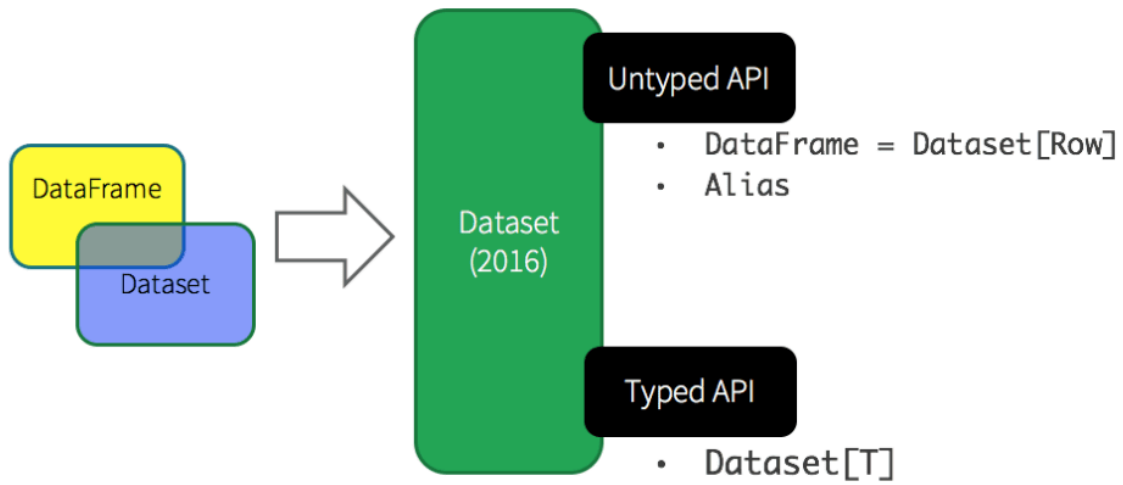 DataFrame
Dataset
Dataset
(2016)
Untyped API
• DataFrame = Dataset[Row]
• Alias
Typed API
• Dataset[T]